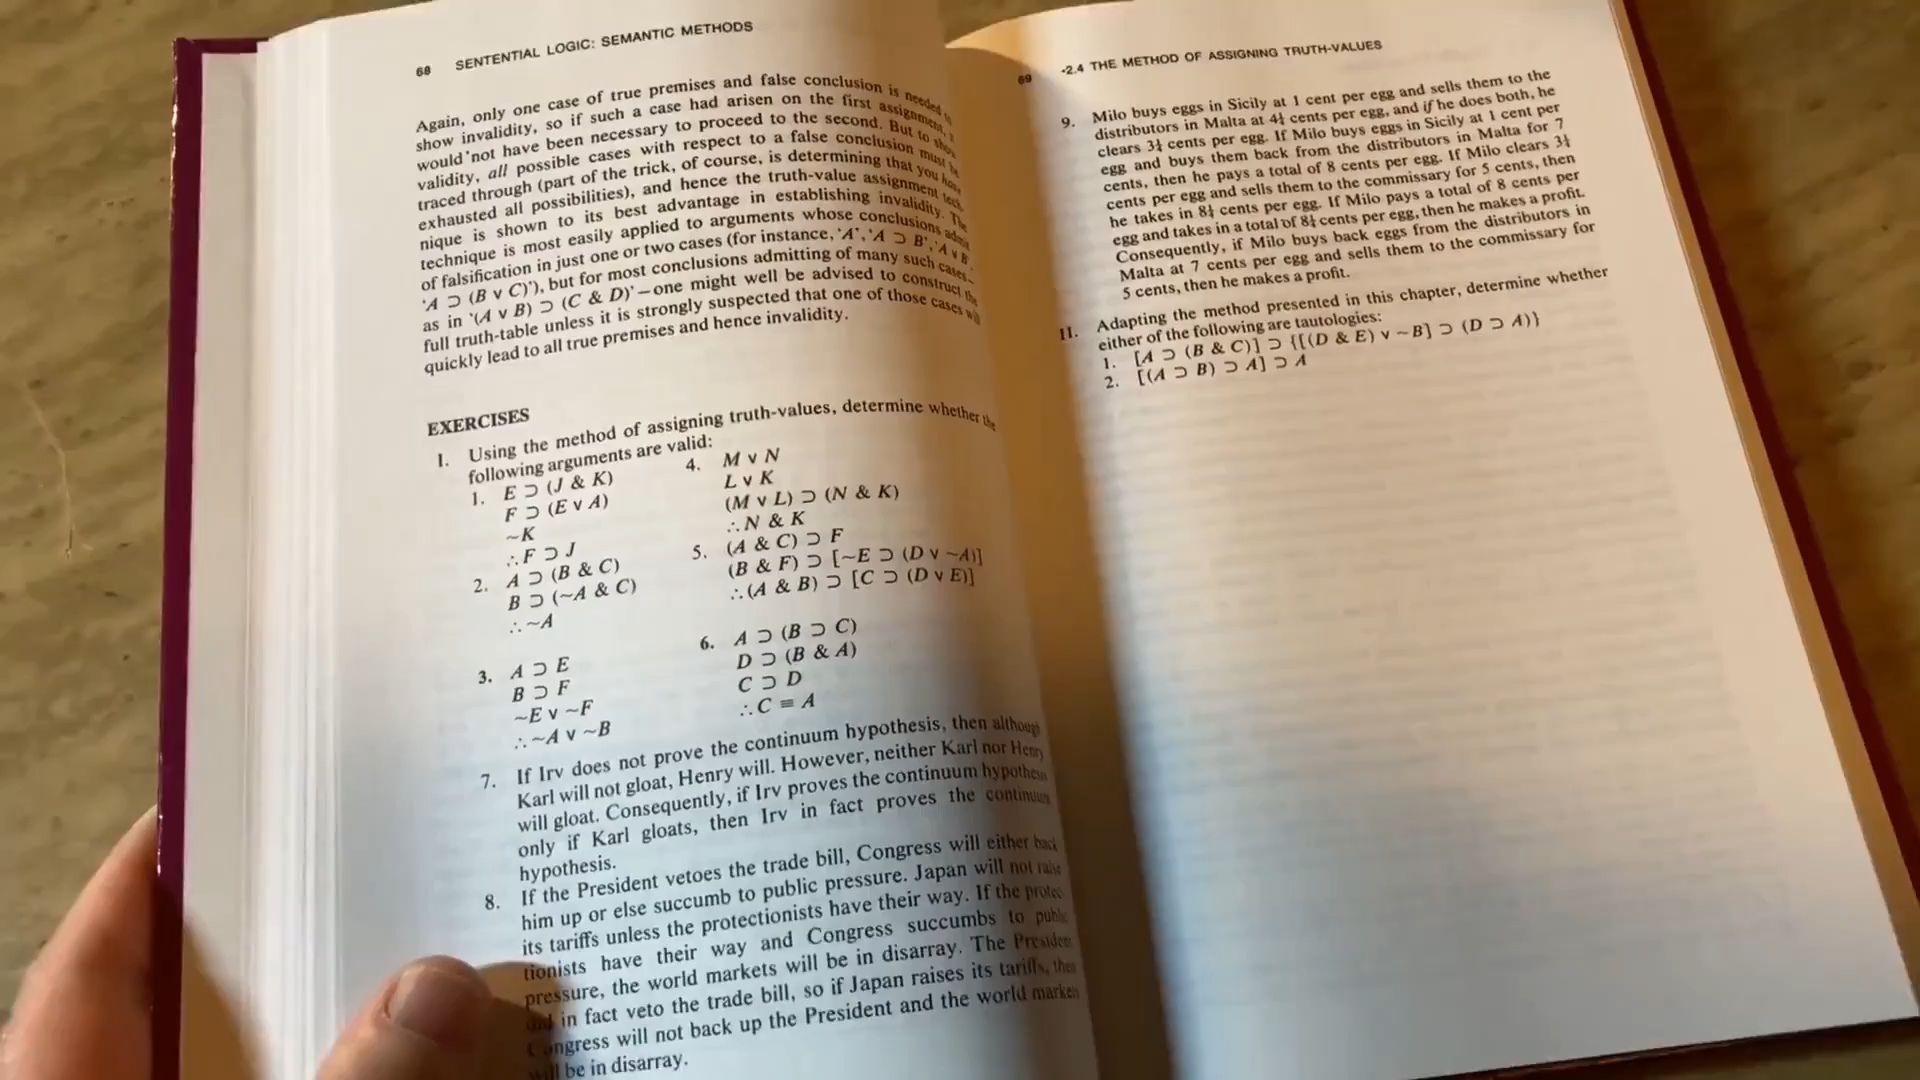 68 SENTENTIAL LOGIC: SEMANTIC METHODS
Again, only one case of true premises and false conclusion is needed to
show invalidity, so if such a case had arisen on the first assignment, it
would not have been necessary to proceed to the second. But to show
validity, all possible cases with respect to a false conclusion must be
traced through (part of the trick, of course, is determining that you have
exhausted all possibilities), and hence the truth-value assignment tech-
nique is shown to its best advantage in establishing invalidity. The
technique is most easily applied to arguments whose conclusions admit
of falsification in just one or two cases (for instance, 'A', 'A ⊃ B', 'A v B',
'A ⊃ (B v C)'), but for most conclusions admitting of many such cases—
as in '(A v B) ⊃ (C & D)'—one might well be advised to construct the
full truth-table unless it is strongly suspected that one of those cases will
quickly lead to all true premises and hence invalidity.
EXERCISES
I. Using the method of assigning truth-values, determine whether the
following arguments are valid:
1. E ⊃ (J & K)
F ⊃ (E v A)
~K
∴ F ⊃ J
2. A ⊃ (B & C)
B ⊃ (~A & C)
∴ ~A
3. A ⊃ E
B ⊃ F
~E v ~F
∴ ~A v ~B
4. M v N
L v K
(M v L) ⊃ (N & K)
∴ N & K
5. (A & C) ⊃ F
(B & F) ⊃ [~E ⊃ (D v ~A)]
∴ (A & B) ⊃ [C ⊃ (D v E)]
6. A ⊃ (B ⊃ C)
D ⊃ (B & A)
C ⊃ D
∴ C ≡ A
7. If Irv does not prove the continuum hypothesis, then although
Karl will not gloat, Henry will. However, neither Karl nor Henry
will gloat. Consequently, if Irv proves the continuum hypothesis
only if Karl gloats, then Irv in fact proves the continuum
hypothesis.
8. If the President vetoes the trade bill, Congress will either back
him up or else succumb to public pressure. Japan will not raise
its tariffs unless the protectionists have their way. If the protec-
tionists have their way and Congress succumbs to public
pressure, the world markets will be in disarray. The President
did in fact veto the trade bill, so if Japan raises its tariffs, then
Congress will not back up the President and the world markets
will be in disarray.
69 ·2.4 THE METHOD OF ASSIGNING TRUTH-VALUES
9. Milo buys eggs in Sicily at 1 cent per egg and sells them to the
distributors in Malta at 4¼ cents per egg, and if he does both, he
clears 3¼ cents per egg. If Milo buys eggs in Sicily at 1 cent per
egg and buys them back from the distributors in Malta for 7
cents, then he pays a total of 8 cents per egg. If Milo clears 3¼
cents per egg and sells them to the commissary for 5 cents, then
he takes in 8¼ cents per egg. If Milo pays a total of 8 cents per
egg and takes in a total of 8¼ cents per egg, then he makes a profit.
Consequently, if Milo buys back eggs from the distributors in
Malta at 7 cents per egg and sells them to the commissary for
5 cents, then he makes a profit.
11. Adapting the method presented in this chapter, determine whether
either of the following are tautologies:
1. [A ⊃ (B & C)] ⊃ {[(D & E) v ~B] ⊃ (D ⊃ A)}
2. [(A ⊃ B) ⊃ A] ⊃ A